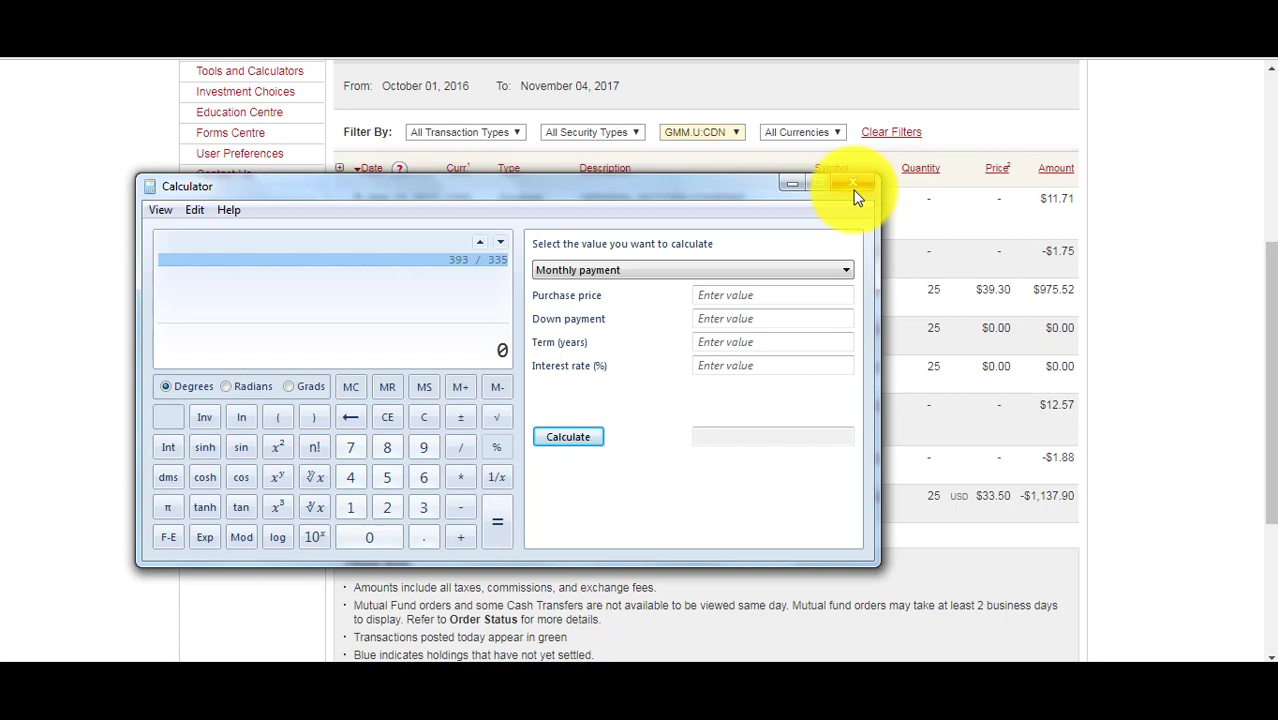 Tools and Calculators
Investment Choices
Education Centre
Forms Centre
User Preferences
From: October 01, 2016 To: November 04, 2017
Filter By: All Transaction Types ▼ All Security Types ▼ GMM.U:CDN ▼ All Currencies ▼ Clear Filters
Date ? Curr¹ Type Description Symbol Quantity Price² Amount
- - $11.71
- - -$1.75
25 $39.30 $975.52
25 $0.00 $0.00
25 $0.00 $0.00
- - $12.57
- - -$1.88
25 USD $33.50 -$1,137.90
Calculator
View Edit Help
393 / 335
0
Degrees Radians Grads MC MR MS M+ M-
Inv ln ( ) ← CE C ± √
Int sinh sin x² n! 7 8 9 / %
dms cosh cos xʸ ʸ√x 4 5 6 * 1/x
π tanh tan x³ ³√x 1 2 3 - =
F-E Exp Mod log 10ˣ 0 . +
Select the value you want to calculate
Monthly payment
Purchase price Enter value
Down payment Enter value
Term (years) Enter value
Interest rate (%) Enter value
Calculate
· Amounts include all taxes, commissions, and exchange fees.
· Mutual Fund orders and some Cash Transfers are not available to be viewed same day. Mutual fund orders may take at least 2 business days
to display. Refer to Order Status for more details.
· Transactions posted today appear in green
· Blue indicates holdings that have not yet settled.